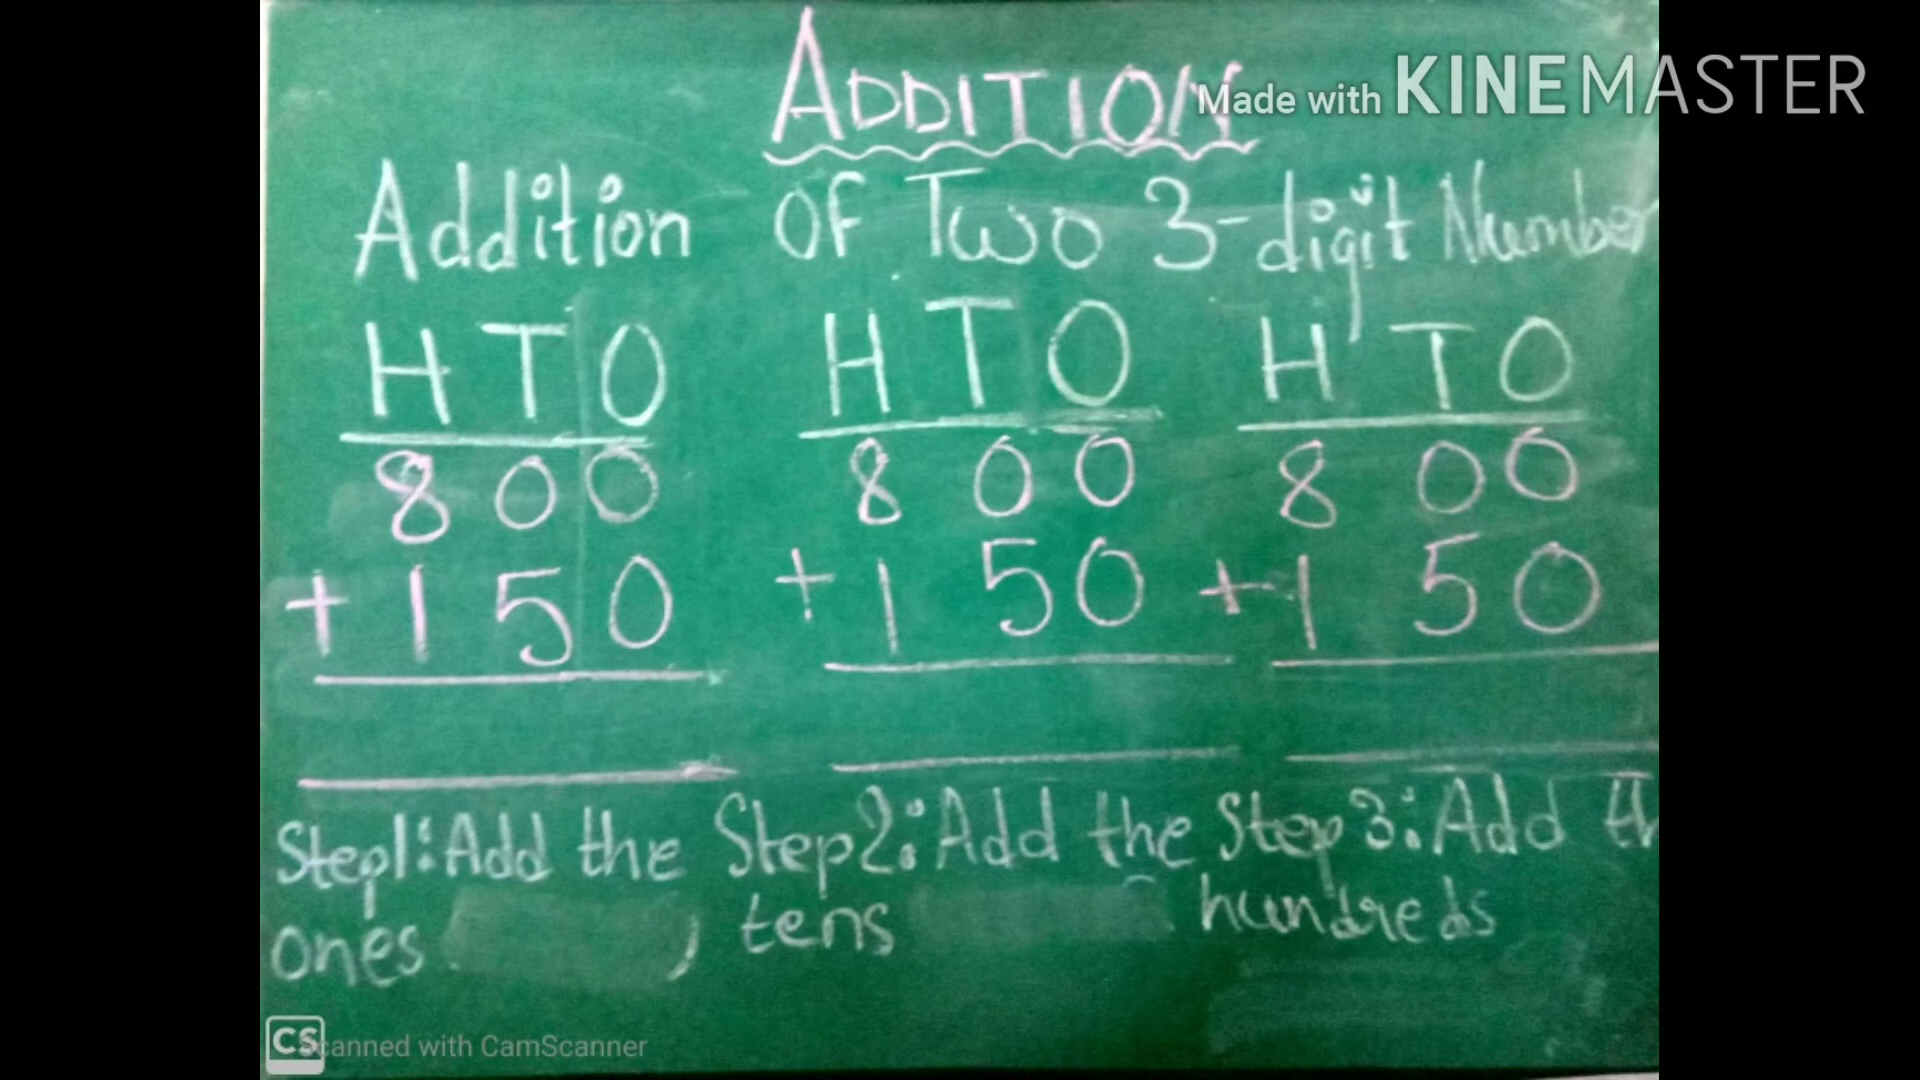 ADDITION
Made with KINEMASTER
Addition OF Two 3-digit Number
H T O H T O H T O
8 0 0 8 0 0 8 0 0
+ 1 5 0 + 1 5 0 + 1 5 0
Step1: Add the Step2: Add the Step3: Add th
ones , tens hundreds
CS Scanned with CamScanner